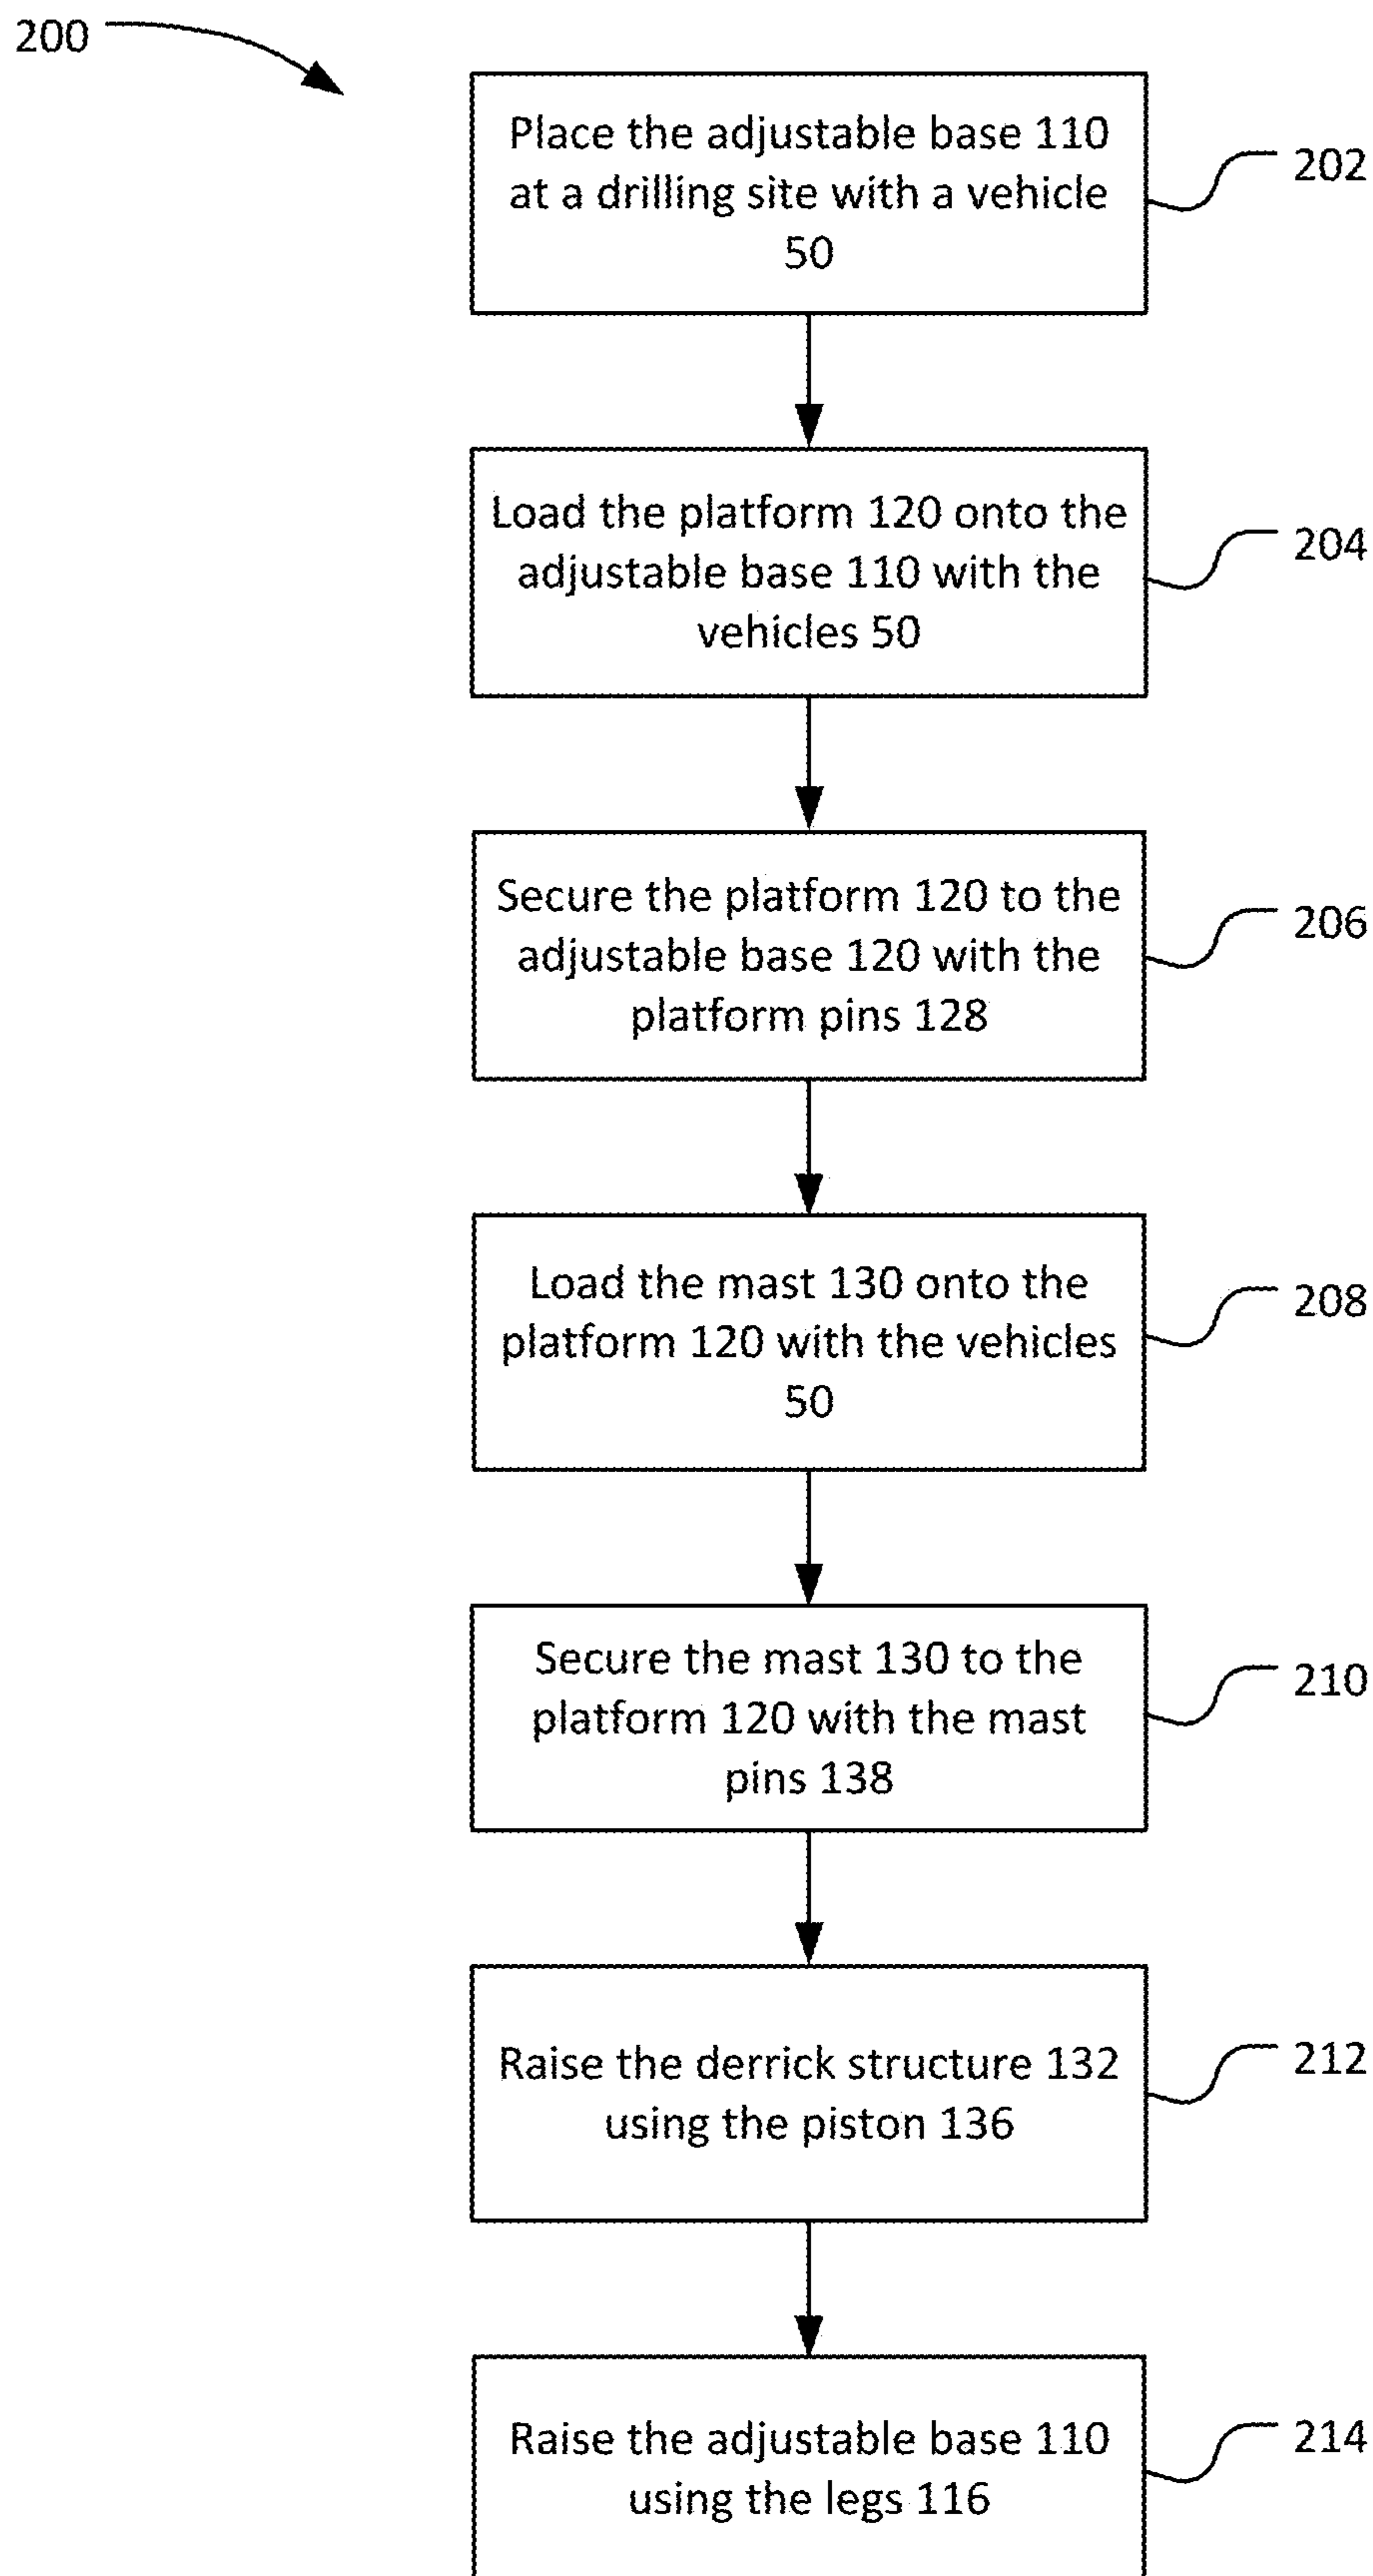 200
Place the adjustable base 110
at a drilling site with a vehicle
50
202
Load the platform 120 onto the
adjustable base 110 with the
vehicles 50
204
Secure the platform 120 to the
adjustable base 120 with the
platform pins 128
206
Load the mast 130 onto the
platform 120 with the vehicles
50
208
Secure the mast 130 to the
platform 120 with the mast
pins 138
210
Raise the derrick structure 132
using the piston 136
212
Raise the adjustable base 110
using the legs 116
214